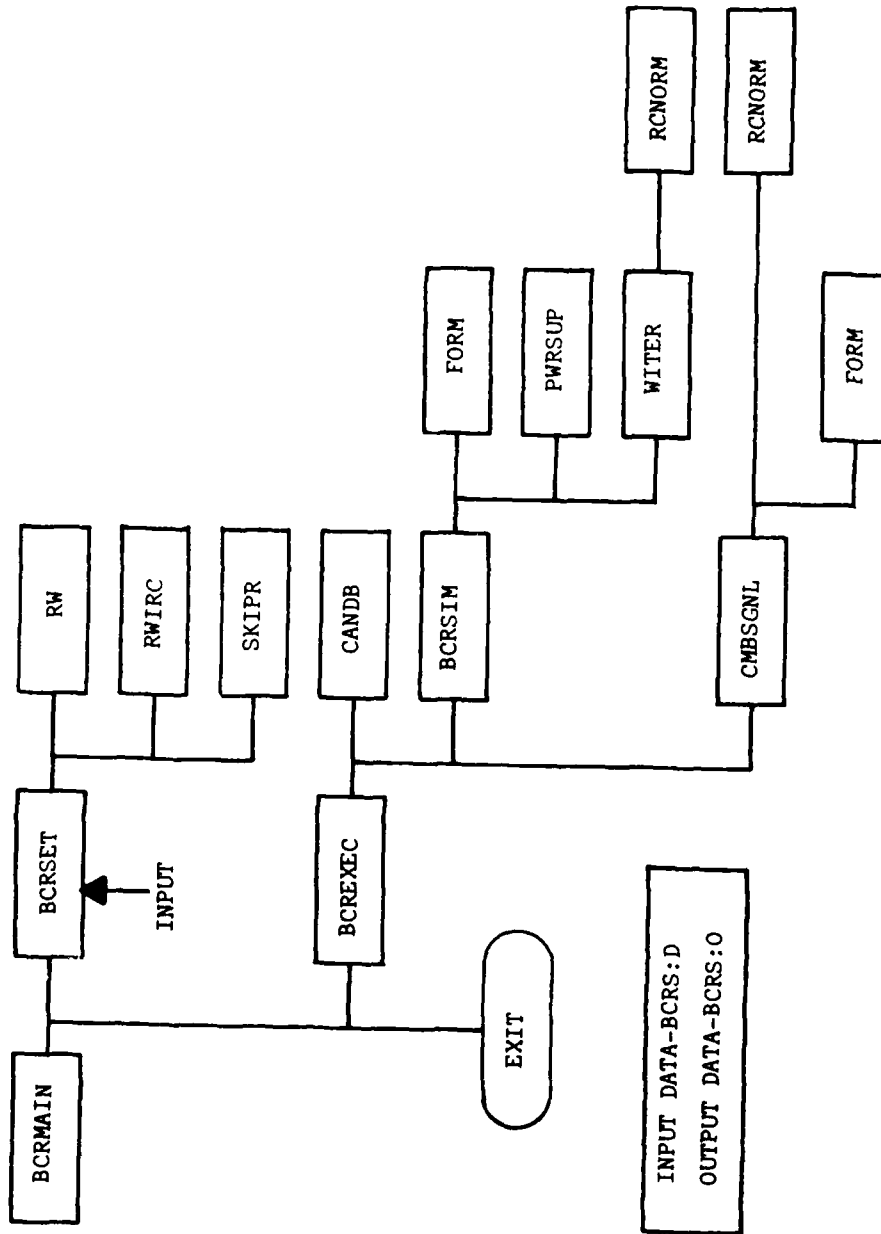 BCRMAIN
BCRSET
INPUT
RW
RWIRC
SKIPR
BCREXEC
CANDB
BCRSIM
FORM
PWRSUP
WITER
RCNORM
CMBSGNL
RCNORM
FORM
EXIT
INPUT DATA-BCRS:D
OUTPUT DATA-BCRS:O